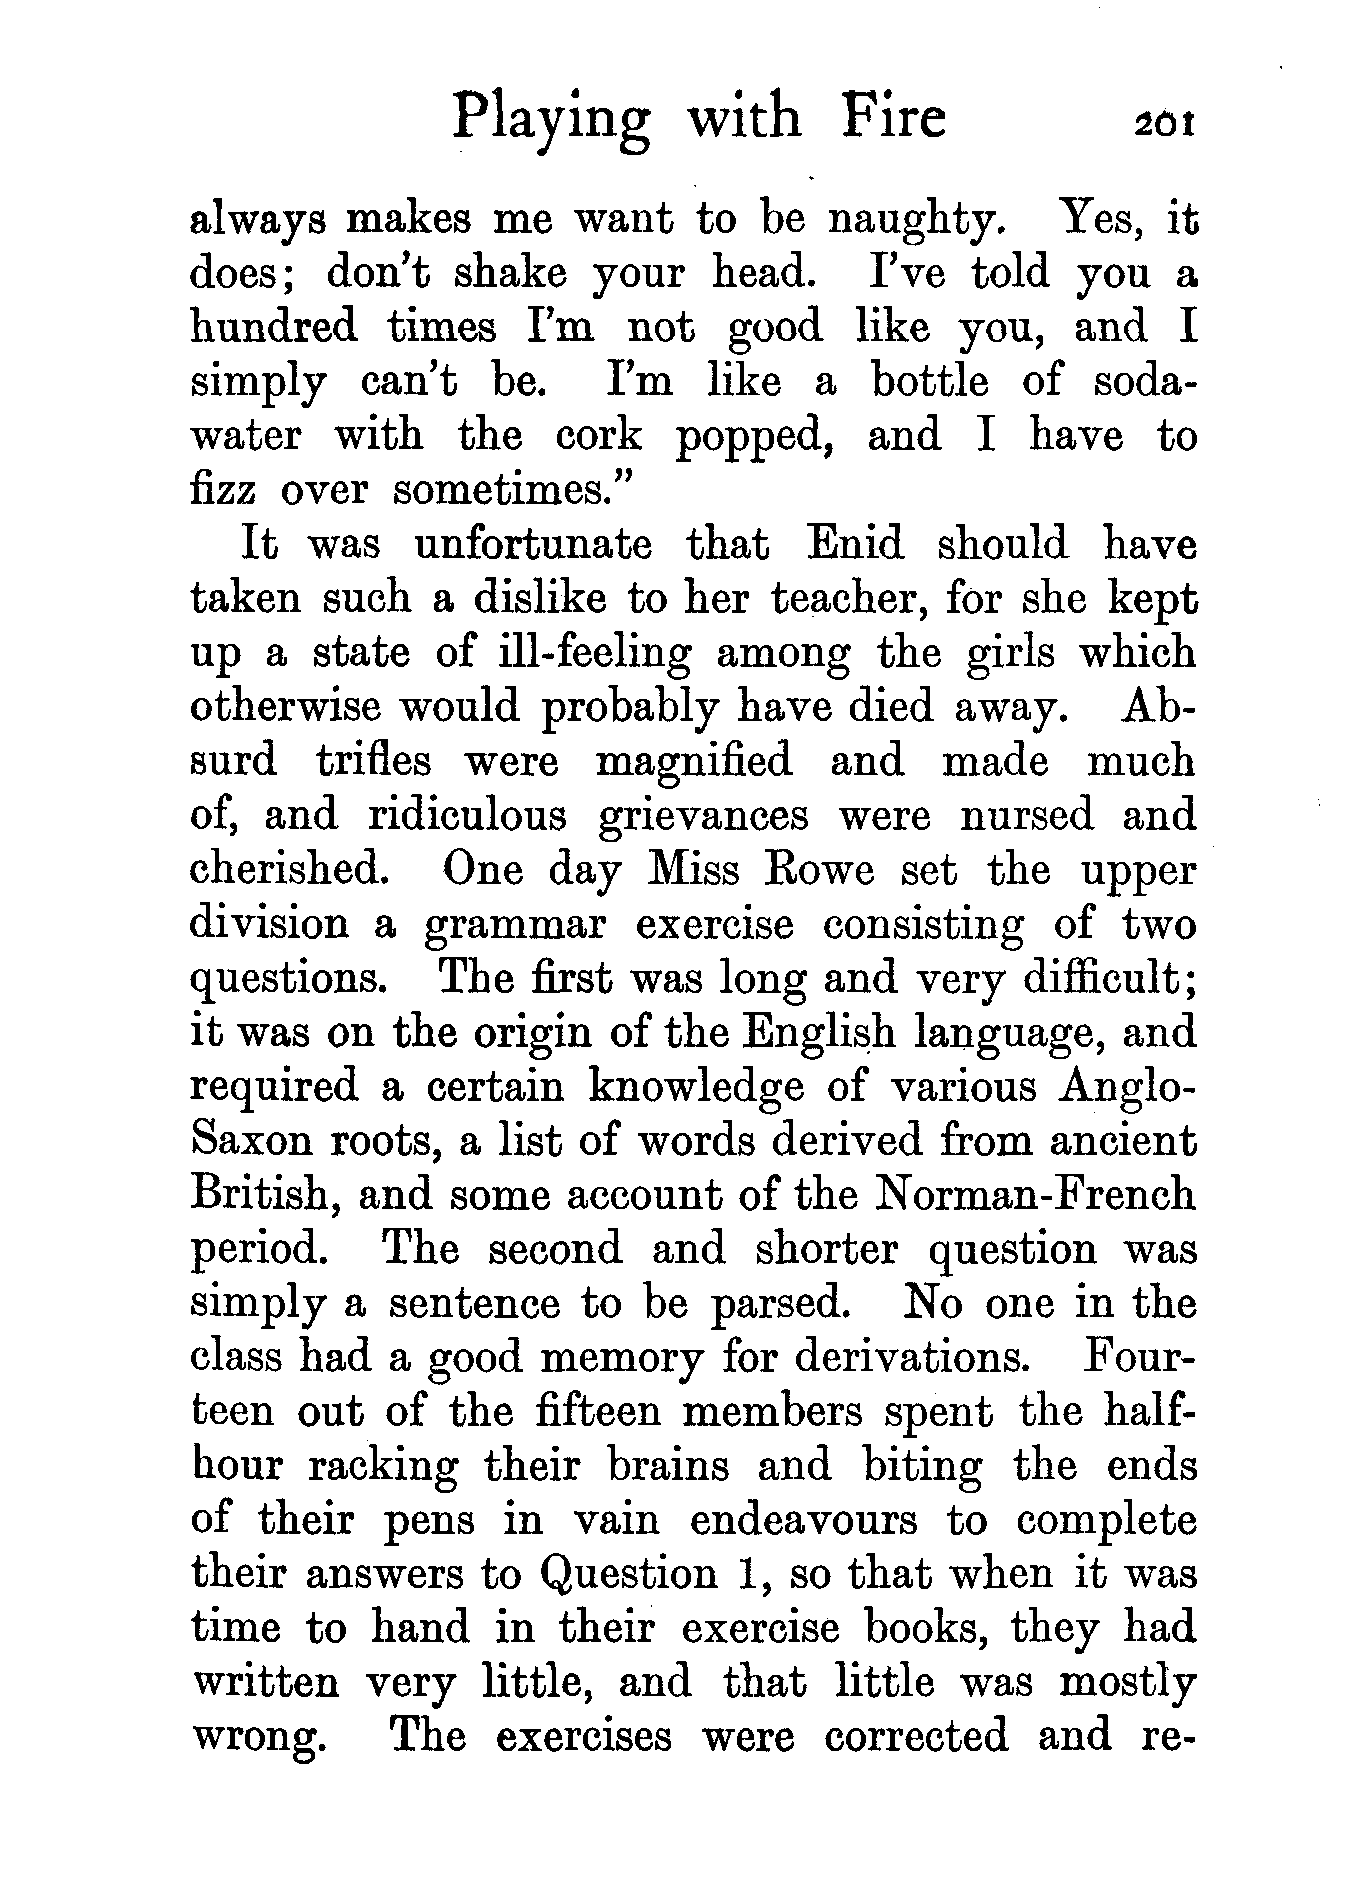 Playing with Fire 201
always makes me want to be naughty. Yes, it
does; don't shake your head. I've told you a
hundred times I'm not good like you, and I
simply can't be. I'm like a bottle of soda-
water with the cork popped, and I have to
fizz over sometimes.”
It was unfortunate that Enid should have
taken such a dislike to her teacher, for she kept
up a state of ill-feeling among the girls which
otherwise would probably have died away. Ab-
surd trifles were magnified and made much
of, and ridiculous grievances were nursed and
cherished. One day Miss Rowe set the upper
division a grammar exercise consisting of two
questions. The first was long and very difficult;
it was on the origin of the English language, and
required a certain knowledge of various Anglo-
Saxon roots, a list of words derived from ancient
British, and some account of the Norman-French
period. The second and shorter question was
simply a sentence to be parsed. No one in the
class had a good memory for derivations. Four-
teen out of the fifteen members spent the half-
hour racking their brains and biting the ends
of their pens in vain endeavours to complete
their answers to Question 1, so that when it was
time to hand in their exercise books, they had
written very little, and that little was mostly
wrong. The exercises were corrected and re-